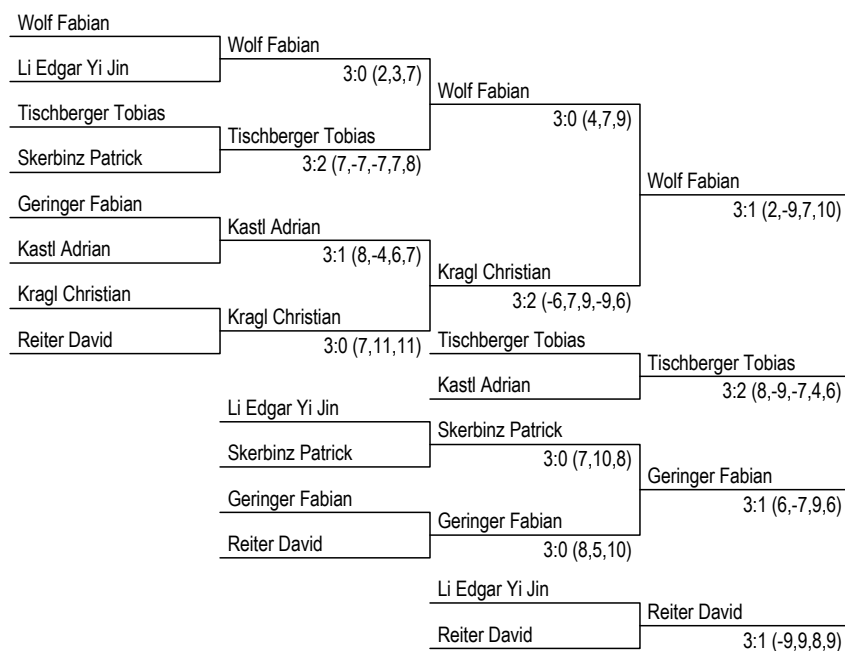 Wolf Fabian
Wolf Fabian
Li Edgar Yi Jin
3:0 (2,3,7)
Wolf Fabian
Tischberger Tobias
3:0 (4,7,9)
Tischberger Tobias
Skerbinz Patrick
3:2 (7,-7,-7,7,8)
Wolf Fabian
Geringer Fabian
3:1 (2,-9,7,10)
Kastl Adrian
Kastl Adrian
3:1 (8,-4,6,7)
Kragl Christian
Kragl Christian
3:2 (-6,7,9,-9,6)
Kragl Christian
Reiter David
3:0 (7,11,11)
Tischberger Tobias
Tischberger Tobias
Kastl Adrian
3:2 (8,-9,-7,4,6)
Li Edgar Yi Jin
Skerbinz Patrick
Skerbinz Patrick
3:0 (7,10,8)
Geringer Fabian
Geringer Fabian
3:1 (6,-7,9,6)
Geringer Fabian
Reiter David
3:0 (8,5,10)
Li Edgar Yi Jin
Reiter David
Reiter David
3:1 (-9,9,8,9)